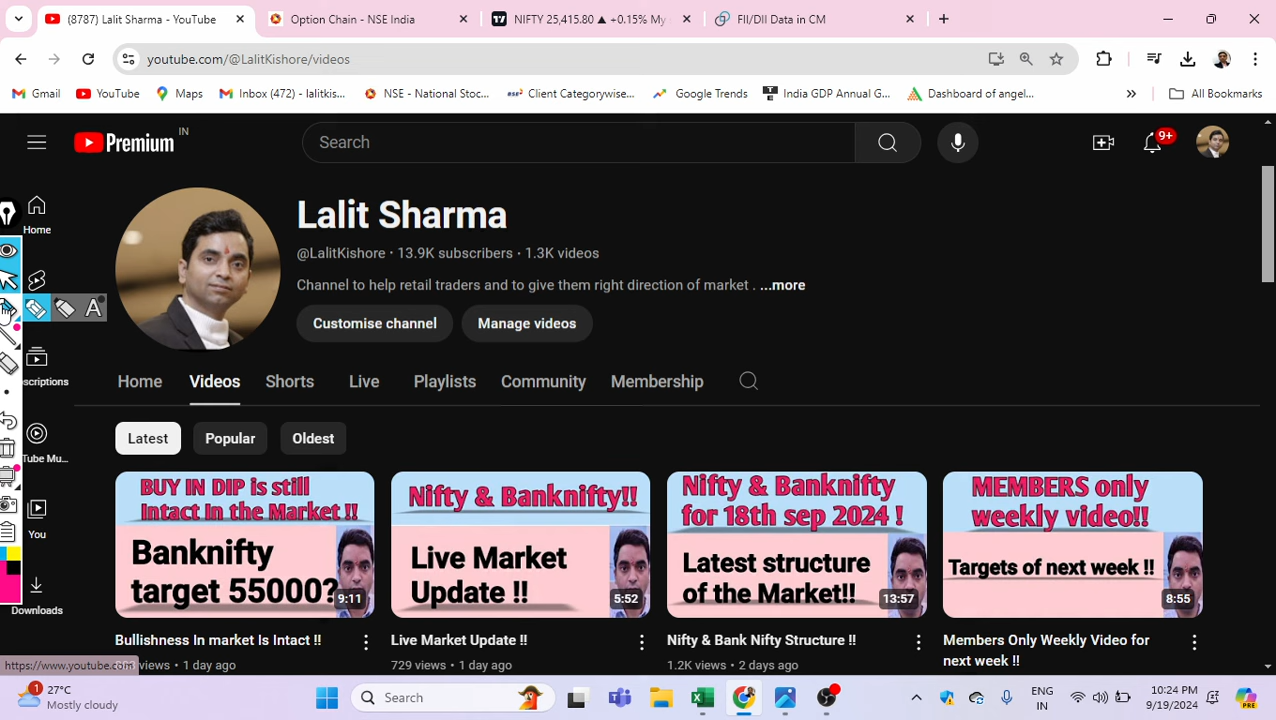 (8787) Lalit Sharma - YouTube
Option Chain - NSE India
NIFTY 25,415.80 ▲ +0.15% My
FII/DII Data in CM
youtube.com/@LalitKishore/videos
Gmail
YouTube
Maps
Inbox (472) - lalitkis...
NSE - National Stoc...
Client Categorywise...
Google Trends
India GDP Annual G...
Dashboard of angel...
All Bookmarks
Premium IN
Search
9+
Home
Lalit Sharma
@LalitKishore · 13.9K subscribers · 1.3K videos
Channel to help retail traders and to give them right direction of market . ...more
Customise channel
Manage videos
A
scriptions
Home
Videos
Shorts
Live
Playlists
Community
Membership
Tube Mu...
Latest
Popular
Oldest
You
Downloads
BUY IN DIP is still
Intact In the Market !!
Banknifty
target 55000?
9:11
Nifty & Banknifty!!
Live Market
Update !!
5:52
Nifty & Banknifty
for 18th sep 2024 !
Latest structure
of the Market!!
13:57
MEMBERS only
weekly video!!
Targets of next week !!
8:55
Bullishness In market Is Intact !!
views · 1 day ago
Live Market Update !!
729 views · 1 day ago
Nifty & Bank Nifty Structure !!
1.2K views · 2 days ago
Members Only Weekly Video for
next week !!
https://www.youtube.com
1
27°C
Mostly cloudy
Search
ENG
IN
10:24 AM
9/19/2024
PRE